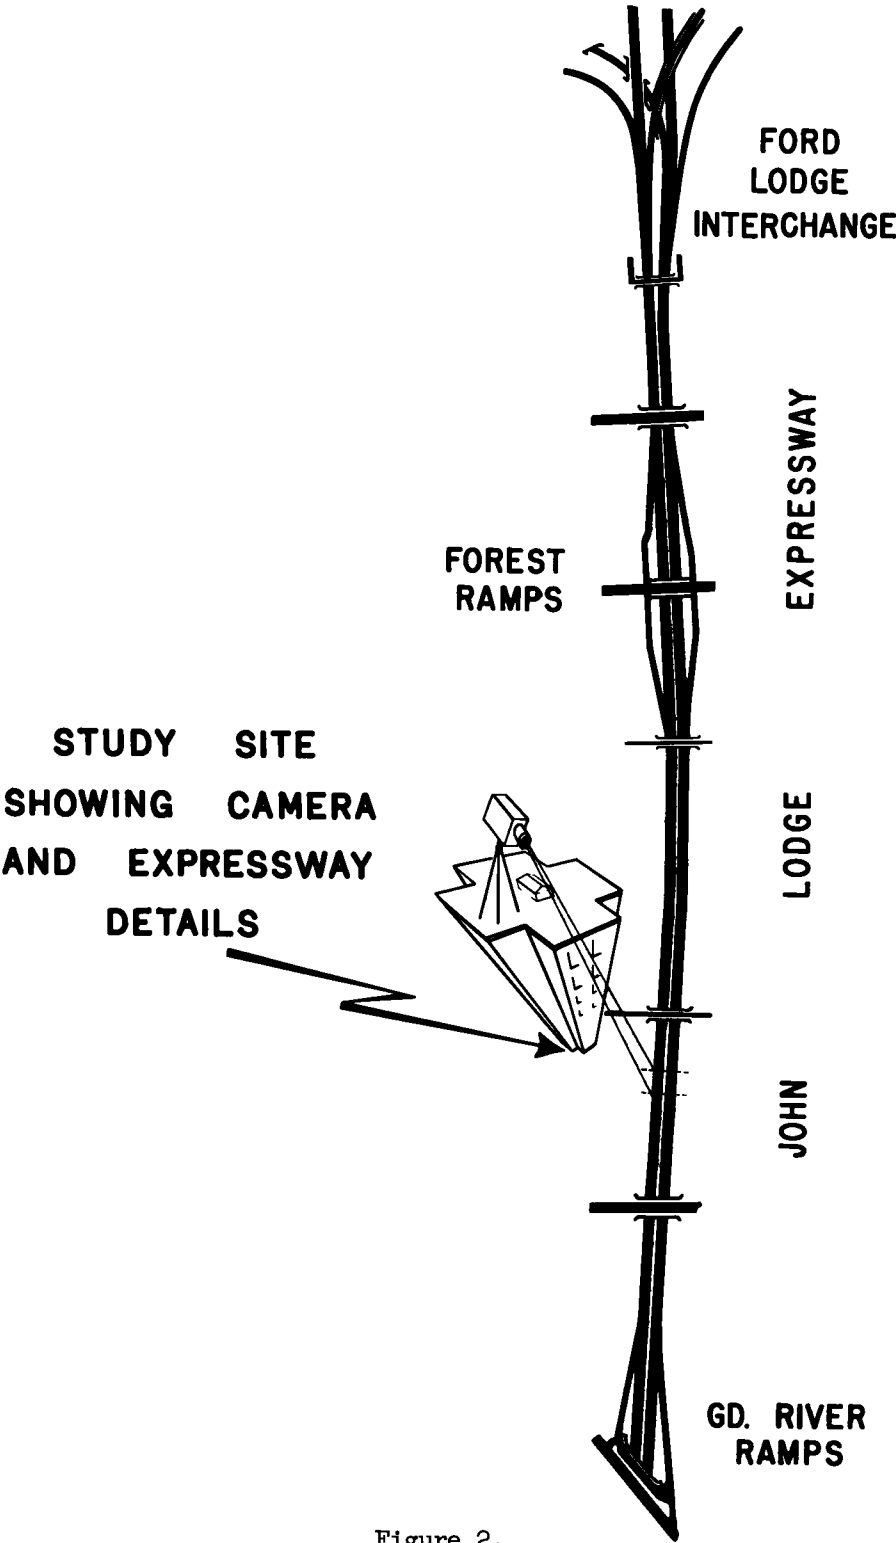 FORD
LODGE
INTERCHANGE
EXPRESSWAY
FOREST
RAMPS
STUDY SITE
SHOWING CAMERA
AND EXPRESSWAY
DETAILS
LODGE
JOHN
GD. RIVER
RAMPS
Figure 2.